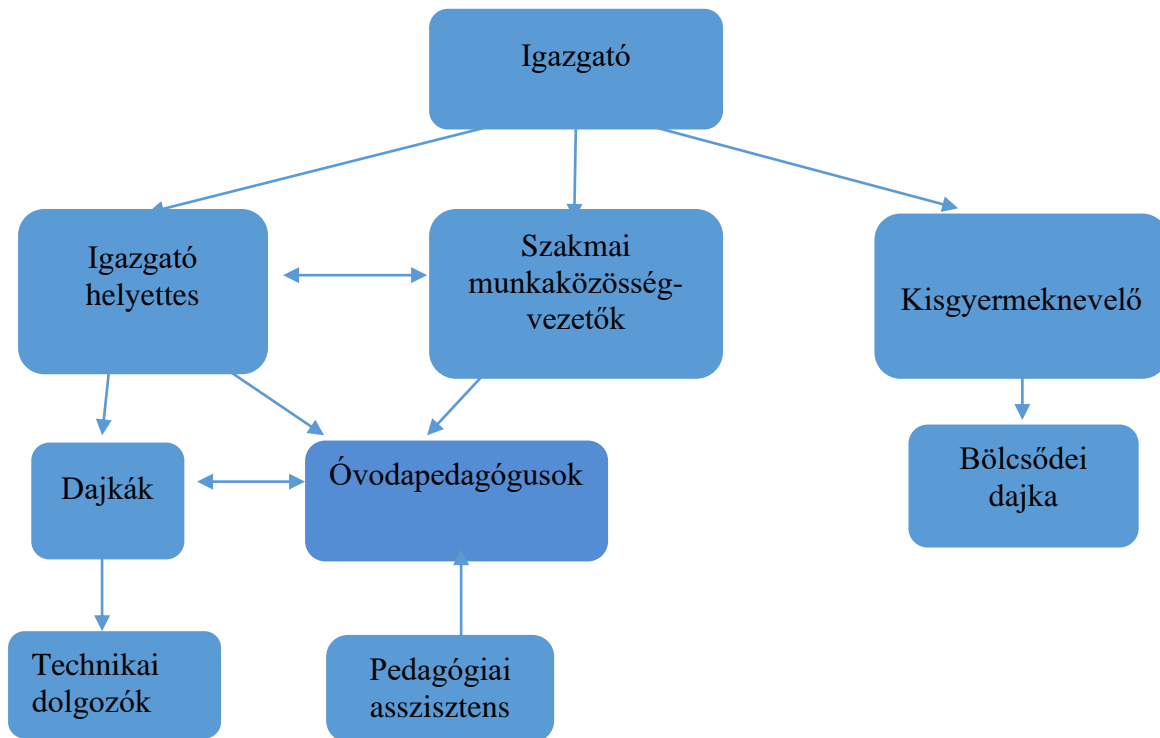 Igazgató
Igazgató
helyettes
Szakmai
munkaközösség-
vezetők
Kisgyermeknevelő
Dajkák
Óvodapedagógusok
Bölcsődei
dajka
Technikai
dolgozók
Pedagógiai
asszisztens